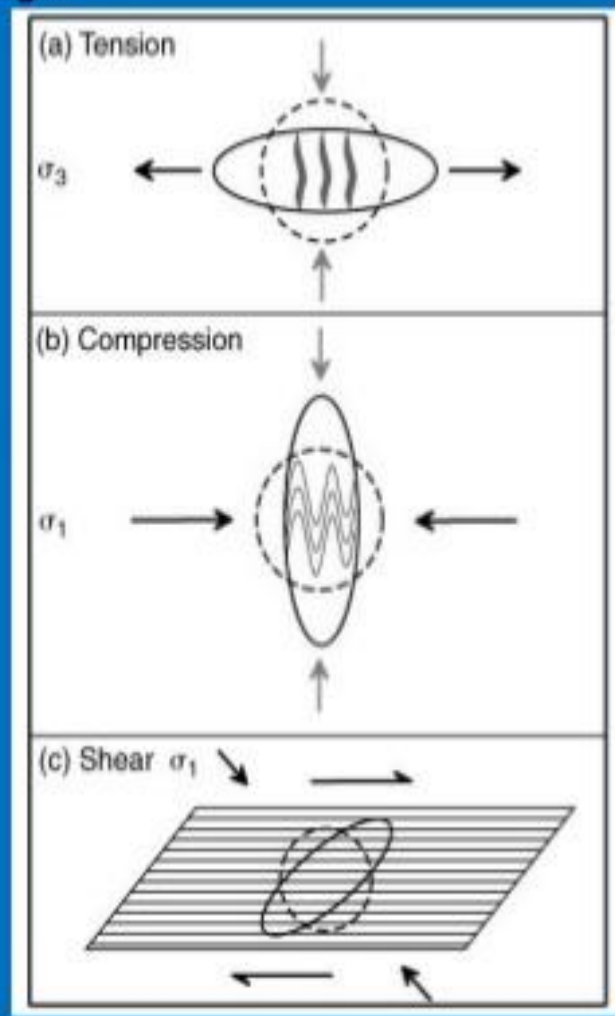 (a) Tension
σ₃
(b) Compression
σ₁
(c) Shear σ₁